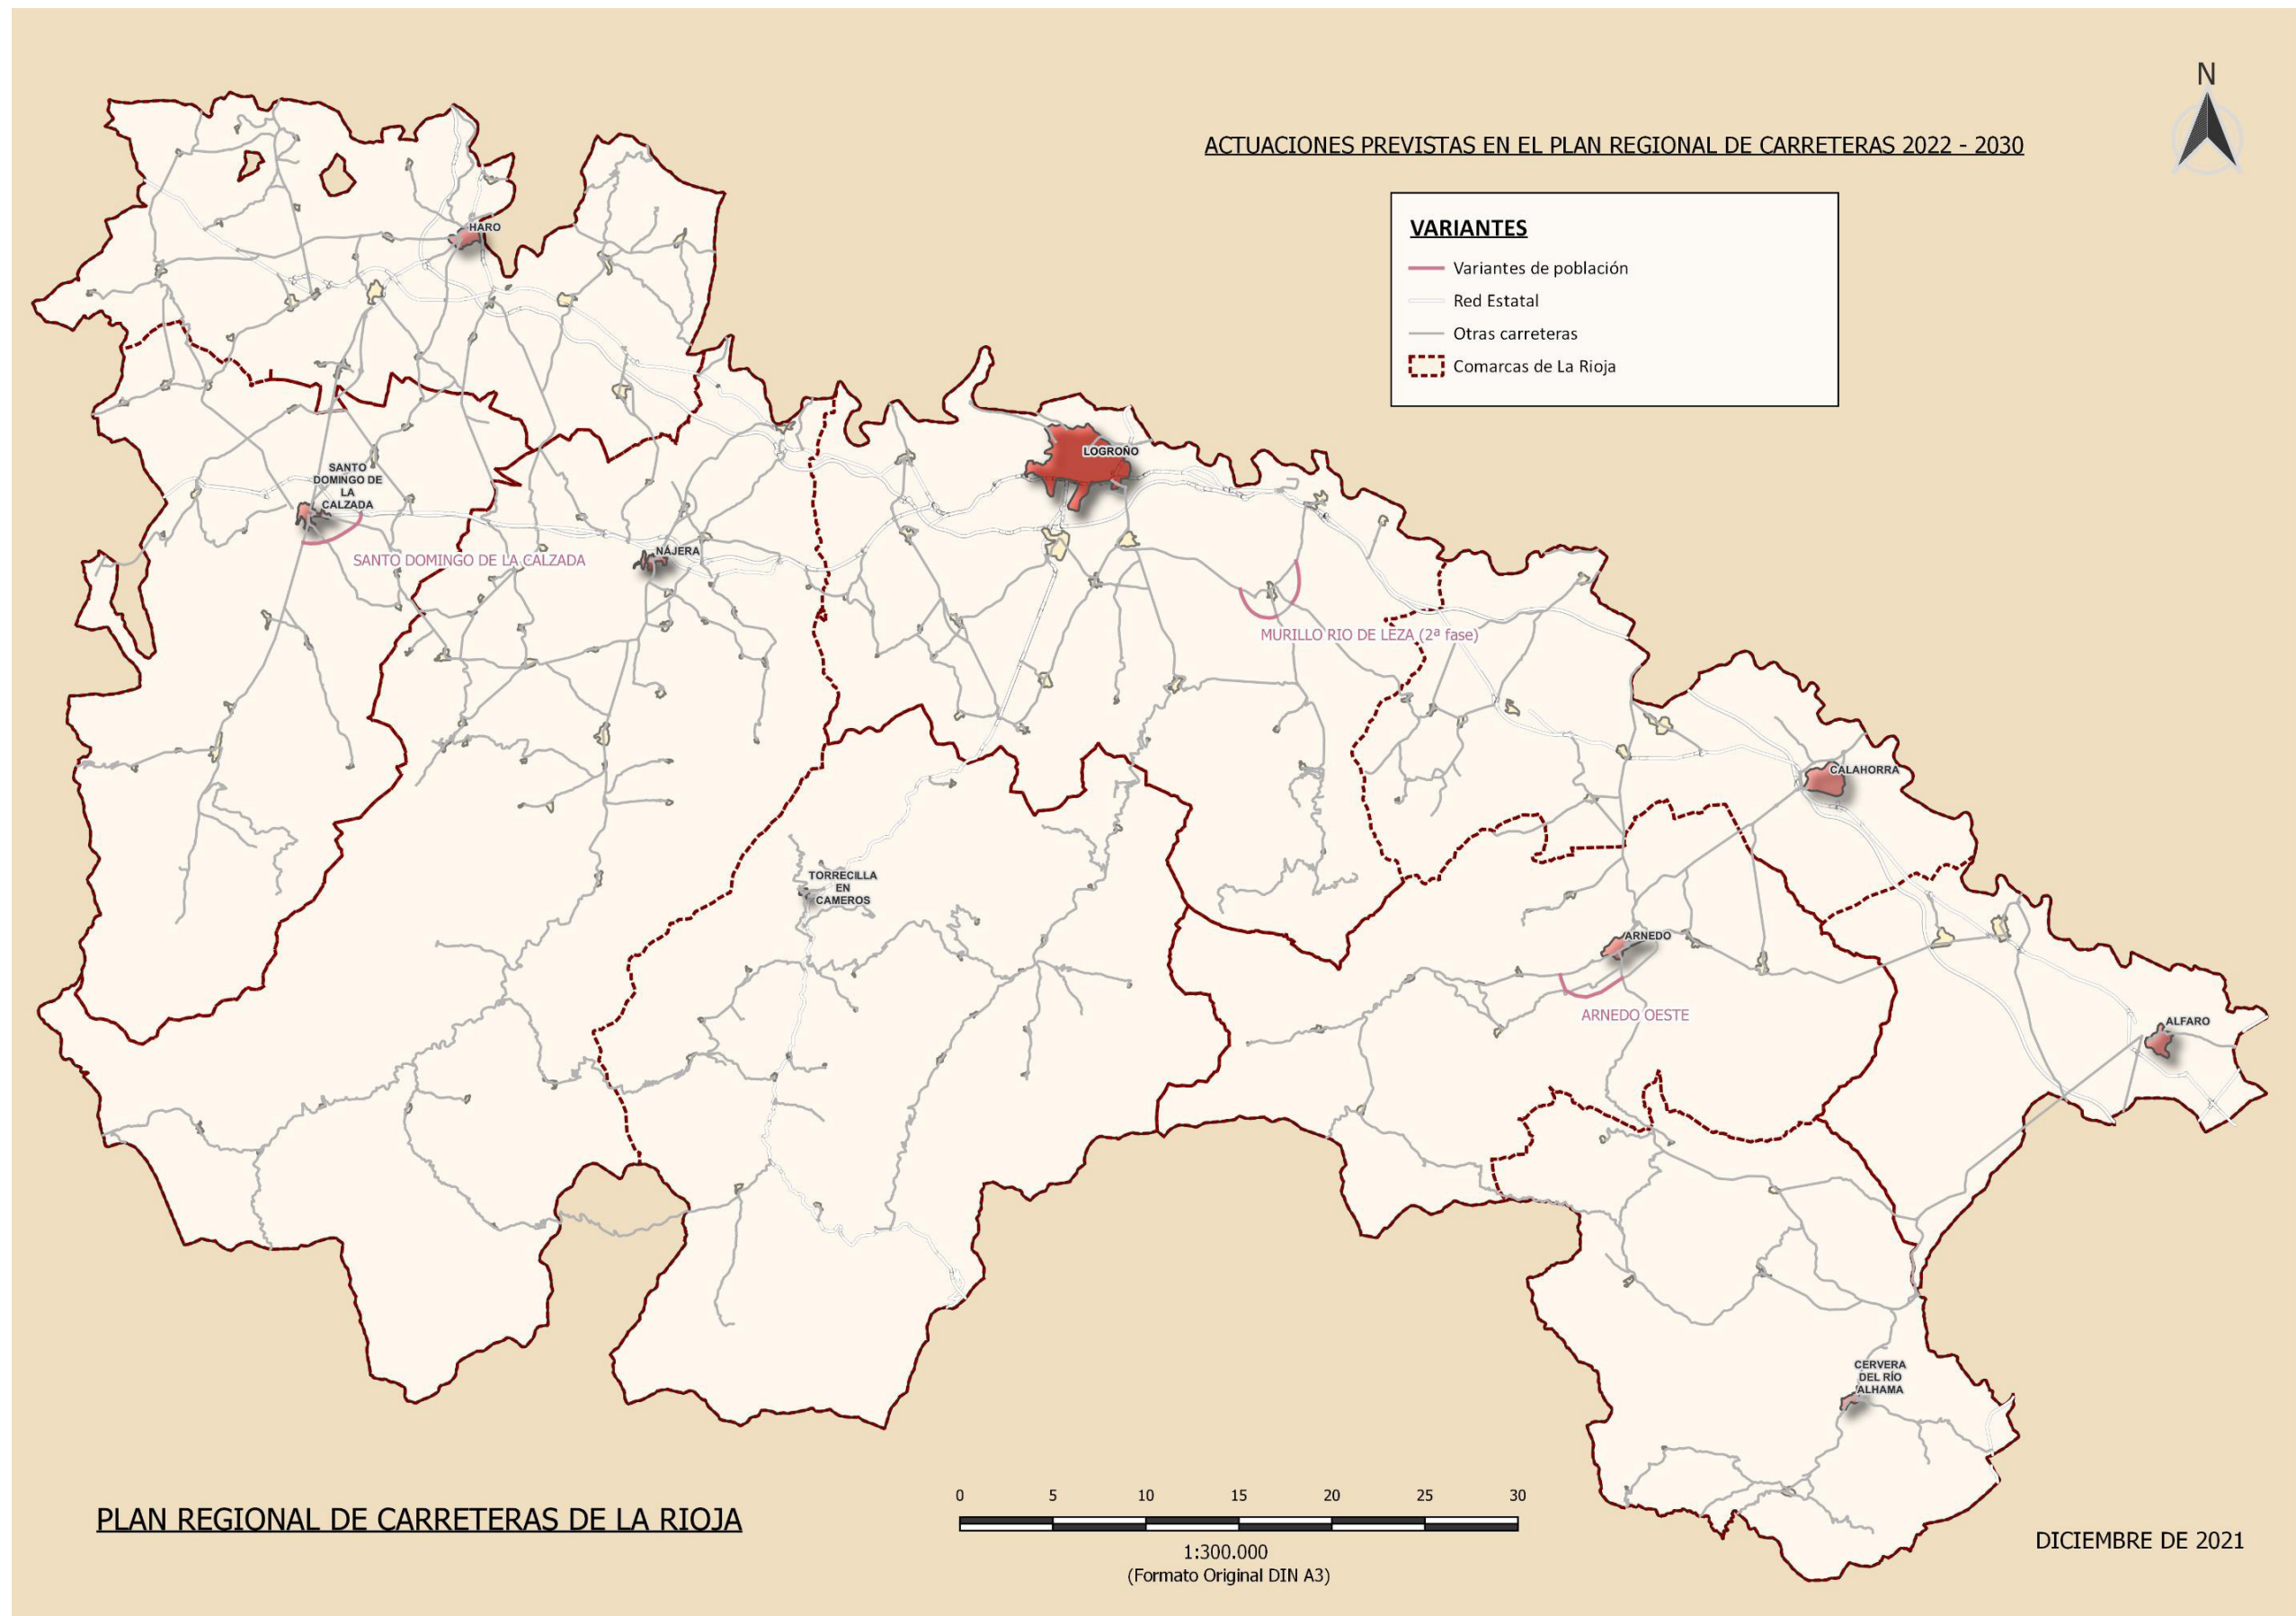 N
ACTUACIONES PREVISTAS EN EL PLAN REGIONAL DE CARRETERAS 2022 - 2030
VARIANTES
Variantes de población
Red Estatal
Otras carreteras
Comarcas de La Rioja
HARO
LOGROÑO
SANTO
DOMINGO DE
LA
CALZADA
SANTO DOMINGO DE LA CALZADA
NÁJERA
MURILLO RIO DE LEZA (2ª fase)
CALAHORRA
TORRECILLA
EN
CAMEROS
ARNEDO
ARNEDO OESTE
ALFARO
CERVERA
DEL RÍO
ALHAMA
PLAN REGIONAL DE CARRETERAS DE LA RIOJA
0 5 10 15 20 25 30
1:300.000
(Formato Original DIN A3)
DICIEMBRE DE 2021